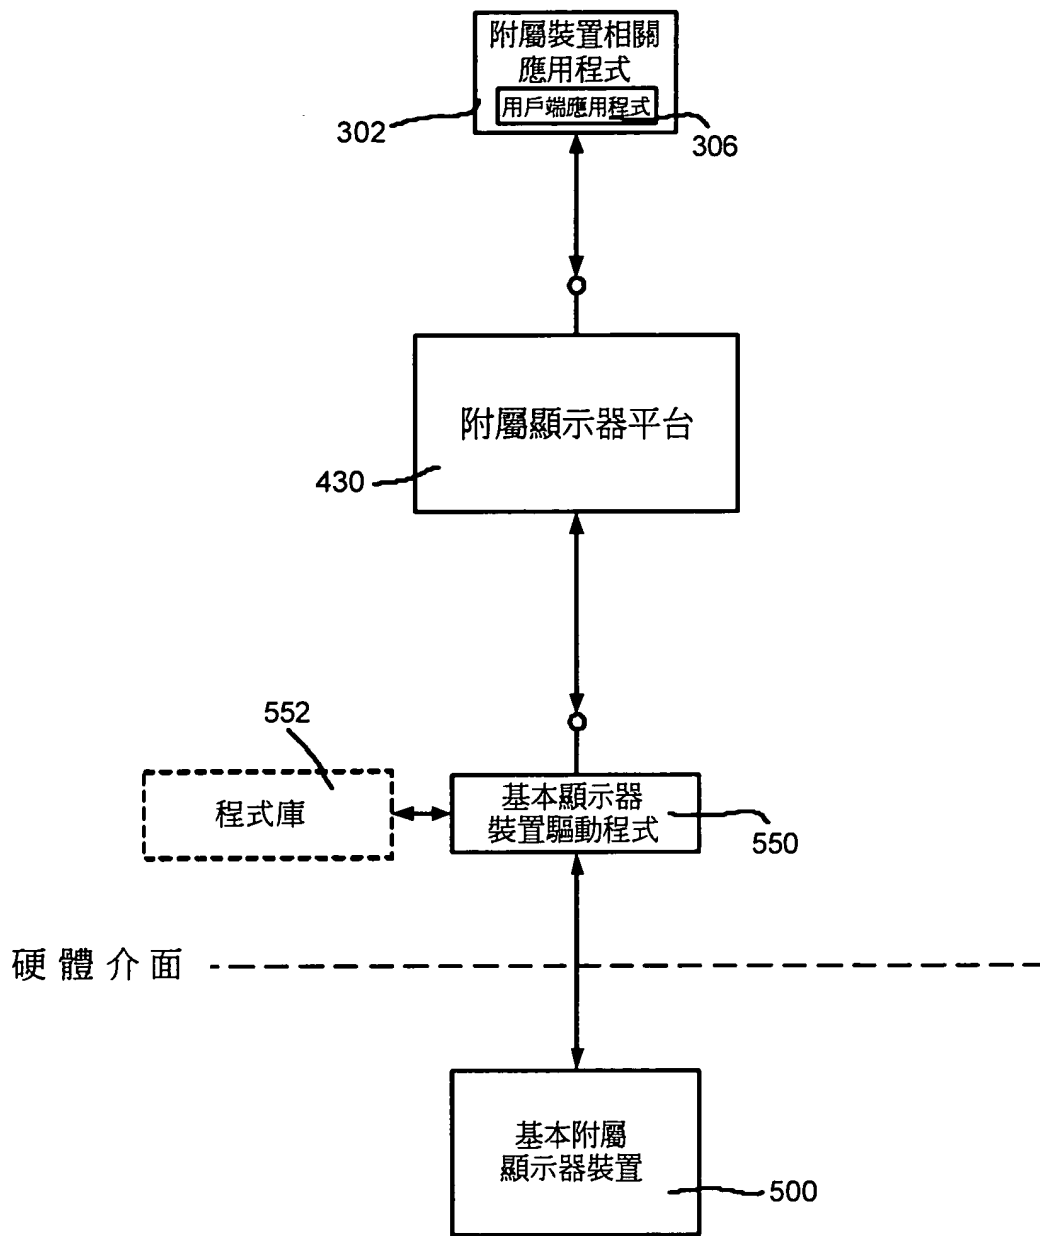 附屬裝置相關
應用程式
用戶端應用程式
302
306
附屬顯示器平台
430
552
程式庫
基本顯示器
裝置驅動程式
550
硬體介面
基本附屬
顯示器裝置
500